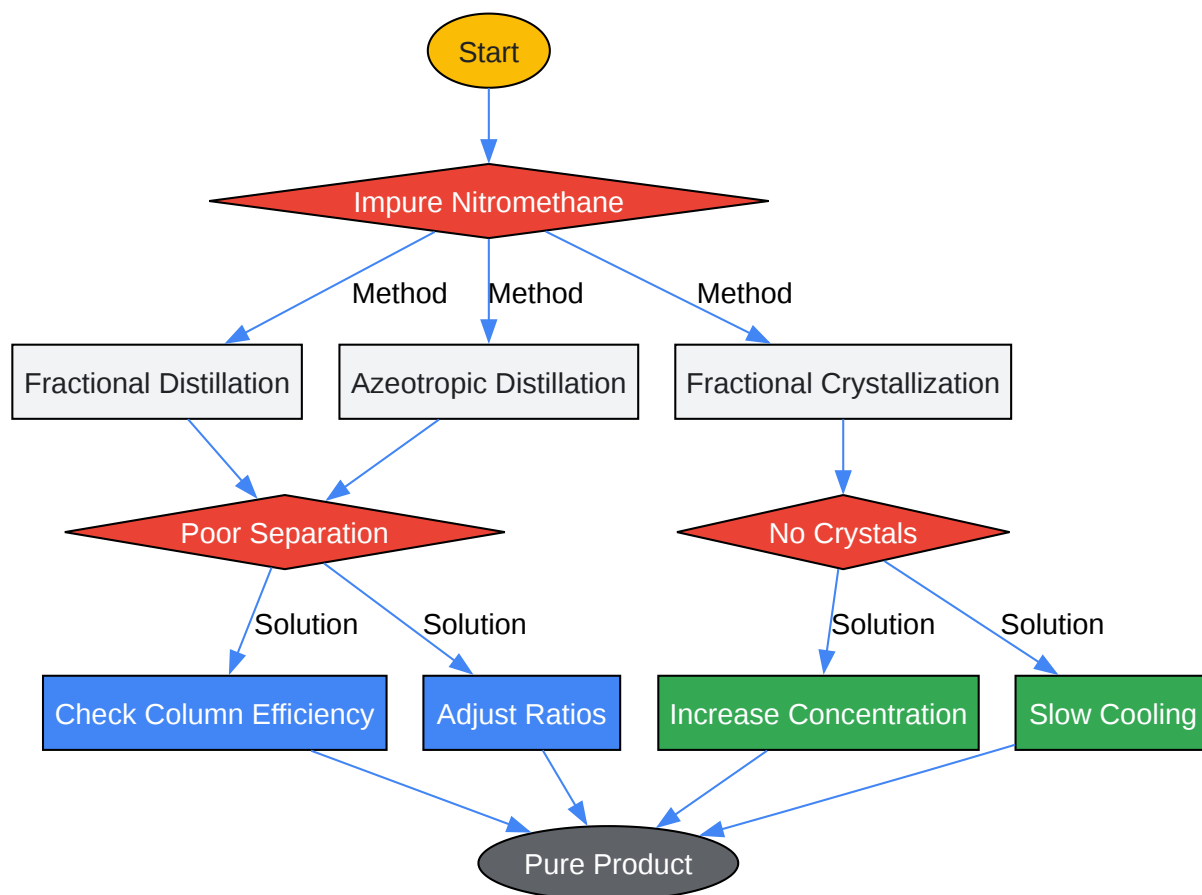 Start
Impure Nitromethane
Method
Method
Method
Fractional Distillation
Azeotropic Distillation
Fractional Crystallization
Poor Separation
No Crystals
Solution
Solution
Solution
Solution
Check Column Efficiency
Adjust Ratios
Increase Concentration
Slow Cooling
Pure Product